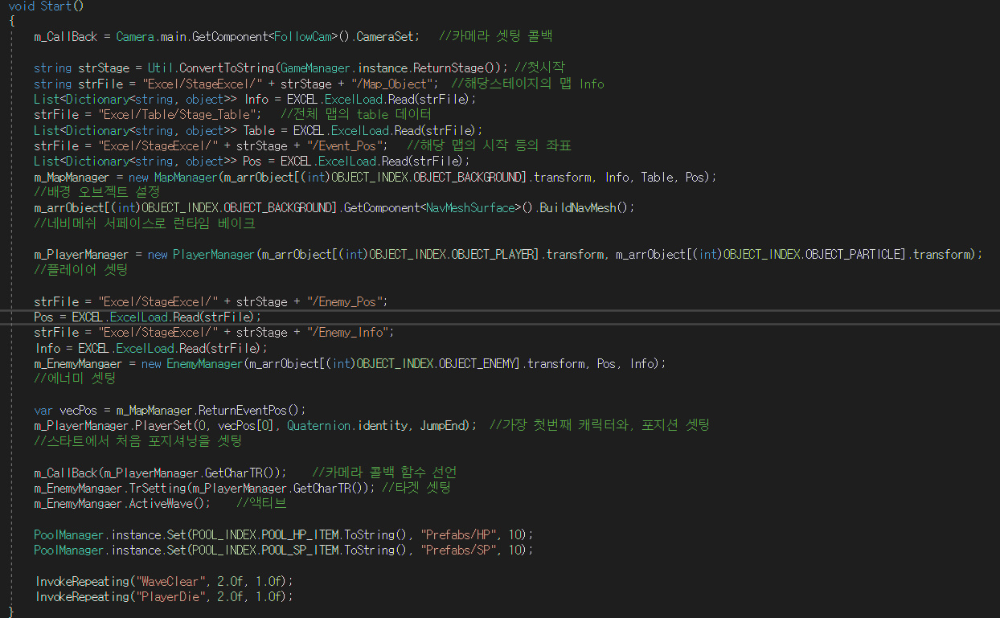 void Start()
{
m_CallBack = Camera.main.GetComponent<FollowCam>().CameraSet;   //카메라 셋팅 콜백
string strStage = Util.ConvertToString(GameManager.instance.ReturnStage()); //첫시작
string strFile = "Excel/StageExcel/" + strStage + "/Map_Object";  //해당스테이지의 맵 Info
List<Dictionary<string, object>> Info = EXCEL.ExcelLoad.Read(strFile);
strFile = "Excel/Table/Stage_Table";   //전체 맵의 table 데이터
List<Dictionary<string, object>> Table = EXCEL.ExcelLoad.Read(strFile);
strFile = "Excel/StageExcel/" + strStage + "/Event_Pos";   //해당 맵의 시작 등의 좌표
List<Dictionary<string, object>> Pos = EXCEL.ExcelLoad.Read(strFile);
m_MapManager = new MapManager(m_arrObject[(int)OBJECT_INDEX.OBJECT_BACKGROUND].transform, Info, Table, Pos);
//배경 오브젝트 설정
m_arrObject[(int)OBJECT_INDEX.OBJECT_BACKGROUND].GetComponent<NavMeshSurface>().BuildNavMesh();
//네비메쉬 서페이스로 런타임 베이크
m_PlayerManager = new PlayerManager(m_arrObject[(int)OBJECT_INDEX.OBJECT_PLAYER].transform, m_arrObject[(int)OBJECT_INDEX.OBJECT_PARTICLE].transform);
//플레이어 셋팅
strFile = "Excel/StageExcel/" + strStage + "/Enemy_Pos";
Pos = EXCEL.ExcelLoad.Read(strFile);
strFile = "Excel/StageExcel/" + strStage + "/Enemy_Info";
Info = EXCEL.ExcelLoad.Read(strFile);
m_EnemyMangaer = new EnemyManager(m_arrObject[(int)OBJECT_INDEX.OBJECT_ENEMY].transform, Pos, Info);
//에너미 셋팅
var vecPos = m_MapManager.ReturnEventPos();
m_PlayerManager.PlayerSet(0, vecPos[0], Quaternion.identity, JumpEnd);  //가장 첫번째 캐릭터와, 포지션 셋팅
//스타트에서 처음 포지셔닝을 셋팅
m_CallBack(m_PlayerManager.GetCharTR());    //카메라 콜백 함수 선언
m_EnemyMangaer.TrSetting(m_PlayerManager.GetCharTR()); //타겟 셋팅
m_EnemyMangaer.ActiveWave();    //액티브
PoolManager.instance.Set(POOL_INDEX.POOL_HP_ITEM.ToString(), "Prefabs/HP", 10);
PoolManager.instance.Set(POOL_INDEX.POOL_SP_ITEM.ToString(), "Prefabs/SP", 10);
InvokeRepeating("WaveClear", 2.0f, 1.0f);
InvokeRepeating("PlayerDie", 2.0f, 1.0f);
}